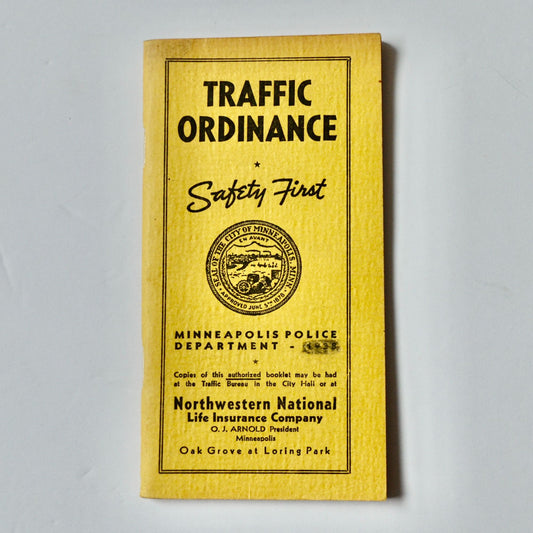 TRAFFIC
ORDINANCE
Safety First
SEAL OF THE CITY OF MINNEAPOLIS, MINN
EN AVANT
APPROVED JUNE 5TH 1878
MINNEAPOLIS POLICE
DEPARTMENT -
Copies of this authorized booklet may be had
at the Traffic Bureau in the City Hall or at
Northwestern National
Life Insurance Company
O. J. ARNOLD President
Minneapolis
Oak Grove at Loring Park